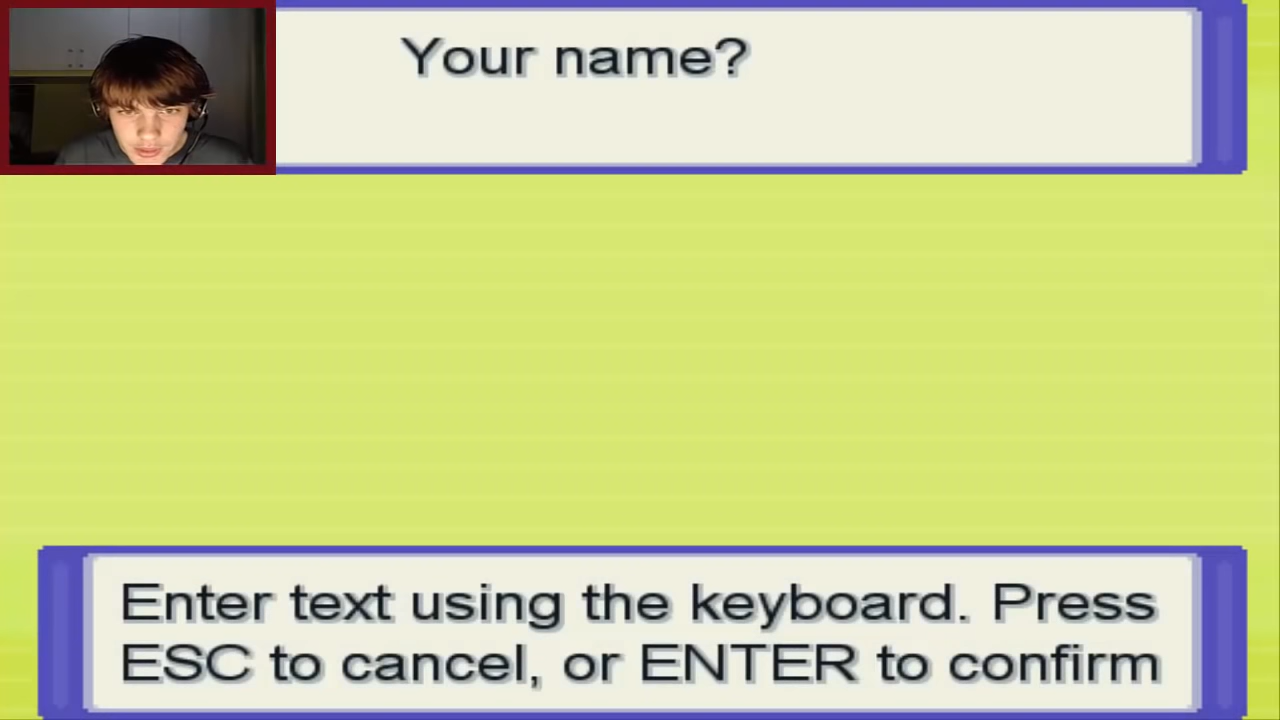 Your name?
Enter text using the keyboard. Press
ESC to cancel, or ENTER to confirm